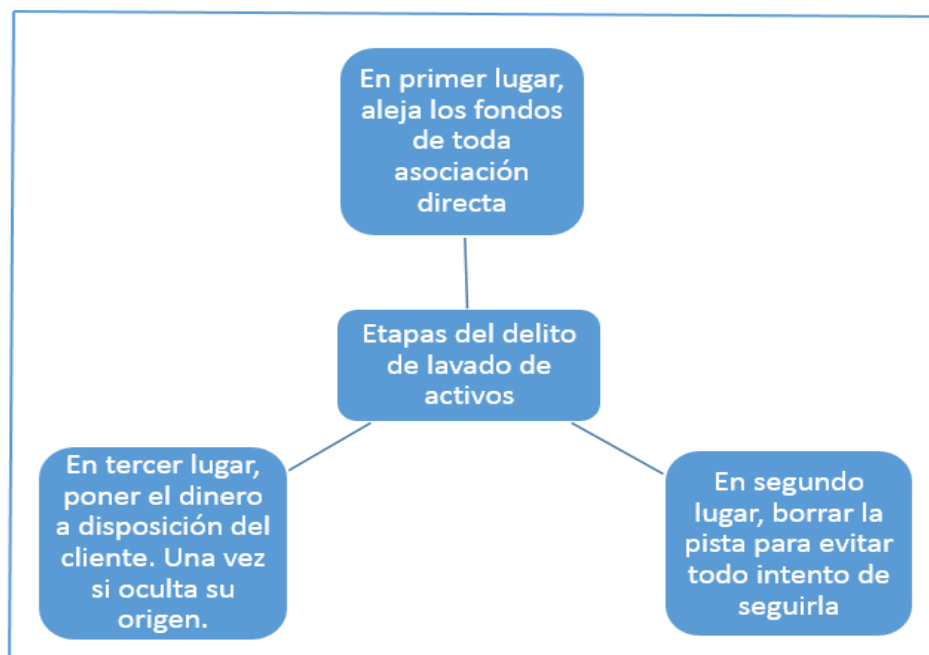 En primer lugar,
aleja los fondos
de toda
asociación
directa
Etapas del delito
de lavado de
activos
En segundo
lugar, borrar la
pista para evitar
todo intento de
seguirla
En tercer lugar,
poner el dinero
a disposición del
cliente. Una vez
si oculta su
origen.